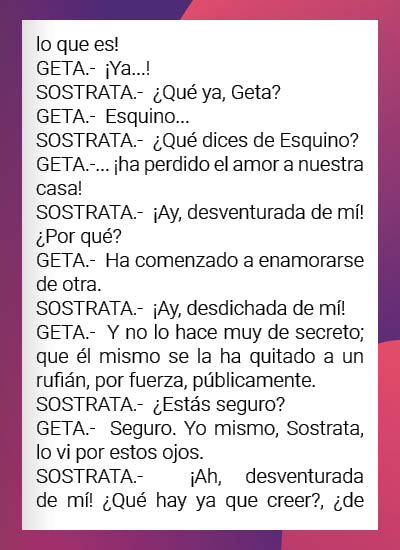 lo que es!
GETA.- ¡Ya...!
SOSTRATA.- ¿Qué ya, Geta?
GETA.- Esquino...
SOSTRATA.- ¿Qué dices de Esquino?
GETA.-... ¡ha perdido el amor a nuestra
casa!
SOSTRATA.- ¡Ay, desventurada de mí!
¿Por qué?
GETA.- Ha comenzado a enamorarse
de otra.
SOSTRATA.- ¡Ay, desdichada de mí!
GETA.- Y no lo hace muy de secreto;
que él mismo se la ha quitado a un
rufián, por fuerza, públicamente.
SOSTRATA.- ¿Estás seguro?
GETA.- Seguro. Yo mismo, Sostrata,
lo vi por estos ojos.
SOSTRATA.- ¡Ah, desventurada
de mí! ¿Qué hay ya que creer?, ¿de